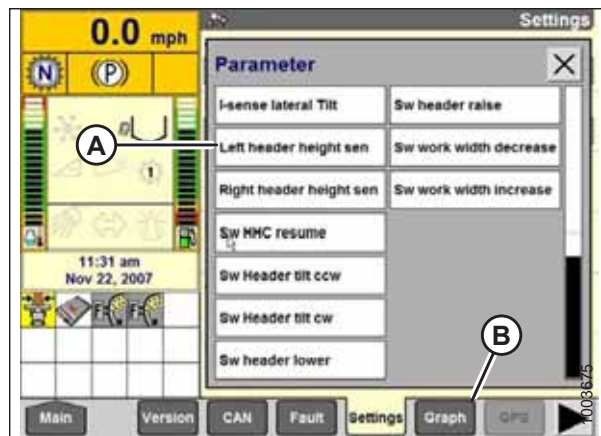 0.0 mph
Settings
N
(P)
Parameter
I-sense lateral Tilt
Sw header raise
A
Left header height sen
Sw work width decrease
1
Right header height sen
Sw work width increase
Sw HHC resume
11:31 am
Nov 22, 2007
Sw Header tilt ccw
Sw Header tilt cw
B
Sw header lower
Main
Version
CAN
Fault
Settings
Graph
GPS
1003675